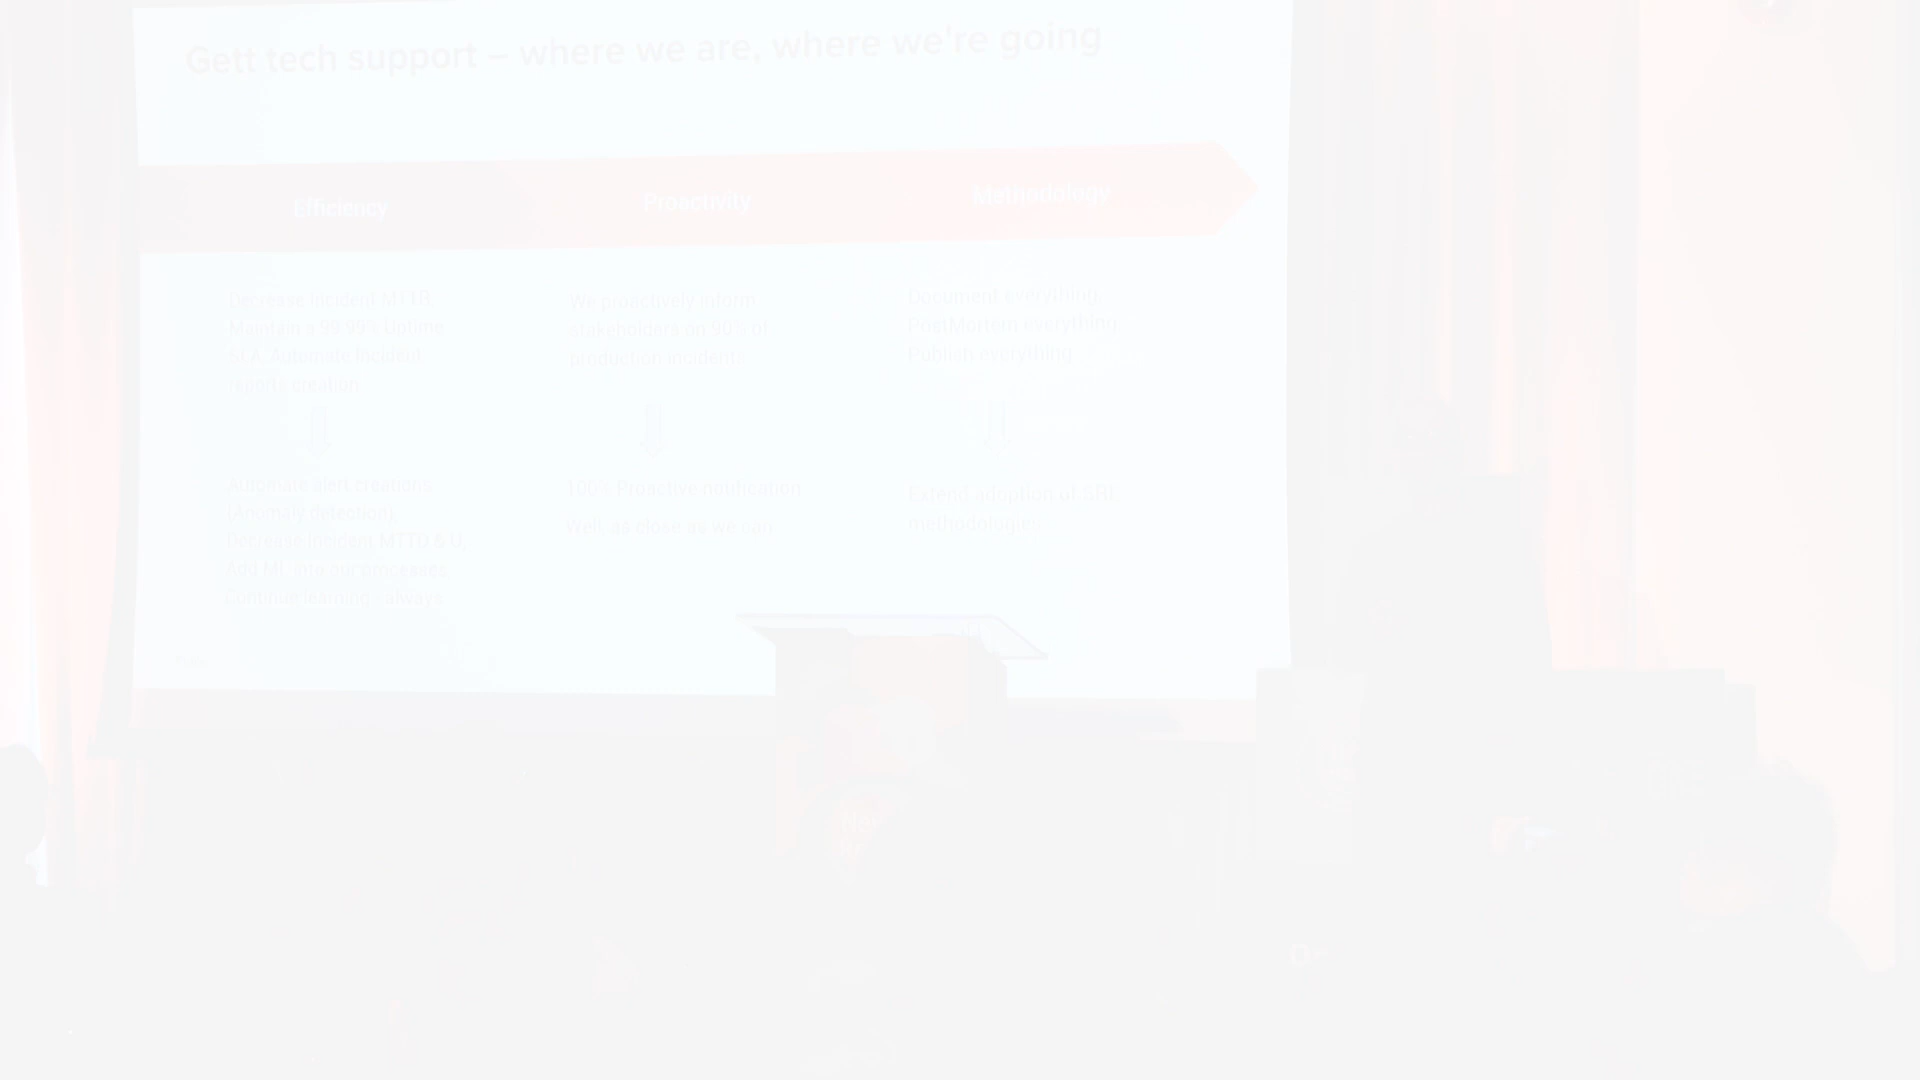 Gett tech support – where we are, where we're going
Efficiency
Proactivity
Methodology
Decrease Incident MTTR,
Maintain a 99.99% Uptime
SLA, Automate Incident
reports creation
We proactively inform
stakeholders on 90% of
production incidents
Document everything,
PostMortem everything
Publish everything
Automate alert creations
(Anomaly detection),
Decrease Incident MTTD & U,
Add ML into our processes,
Continue learning - always
100% Proactive notification
Well, as close as we can
Extend adoption of SRE
methodologies